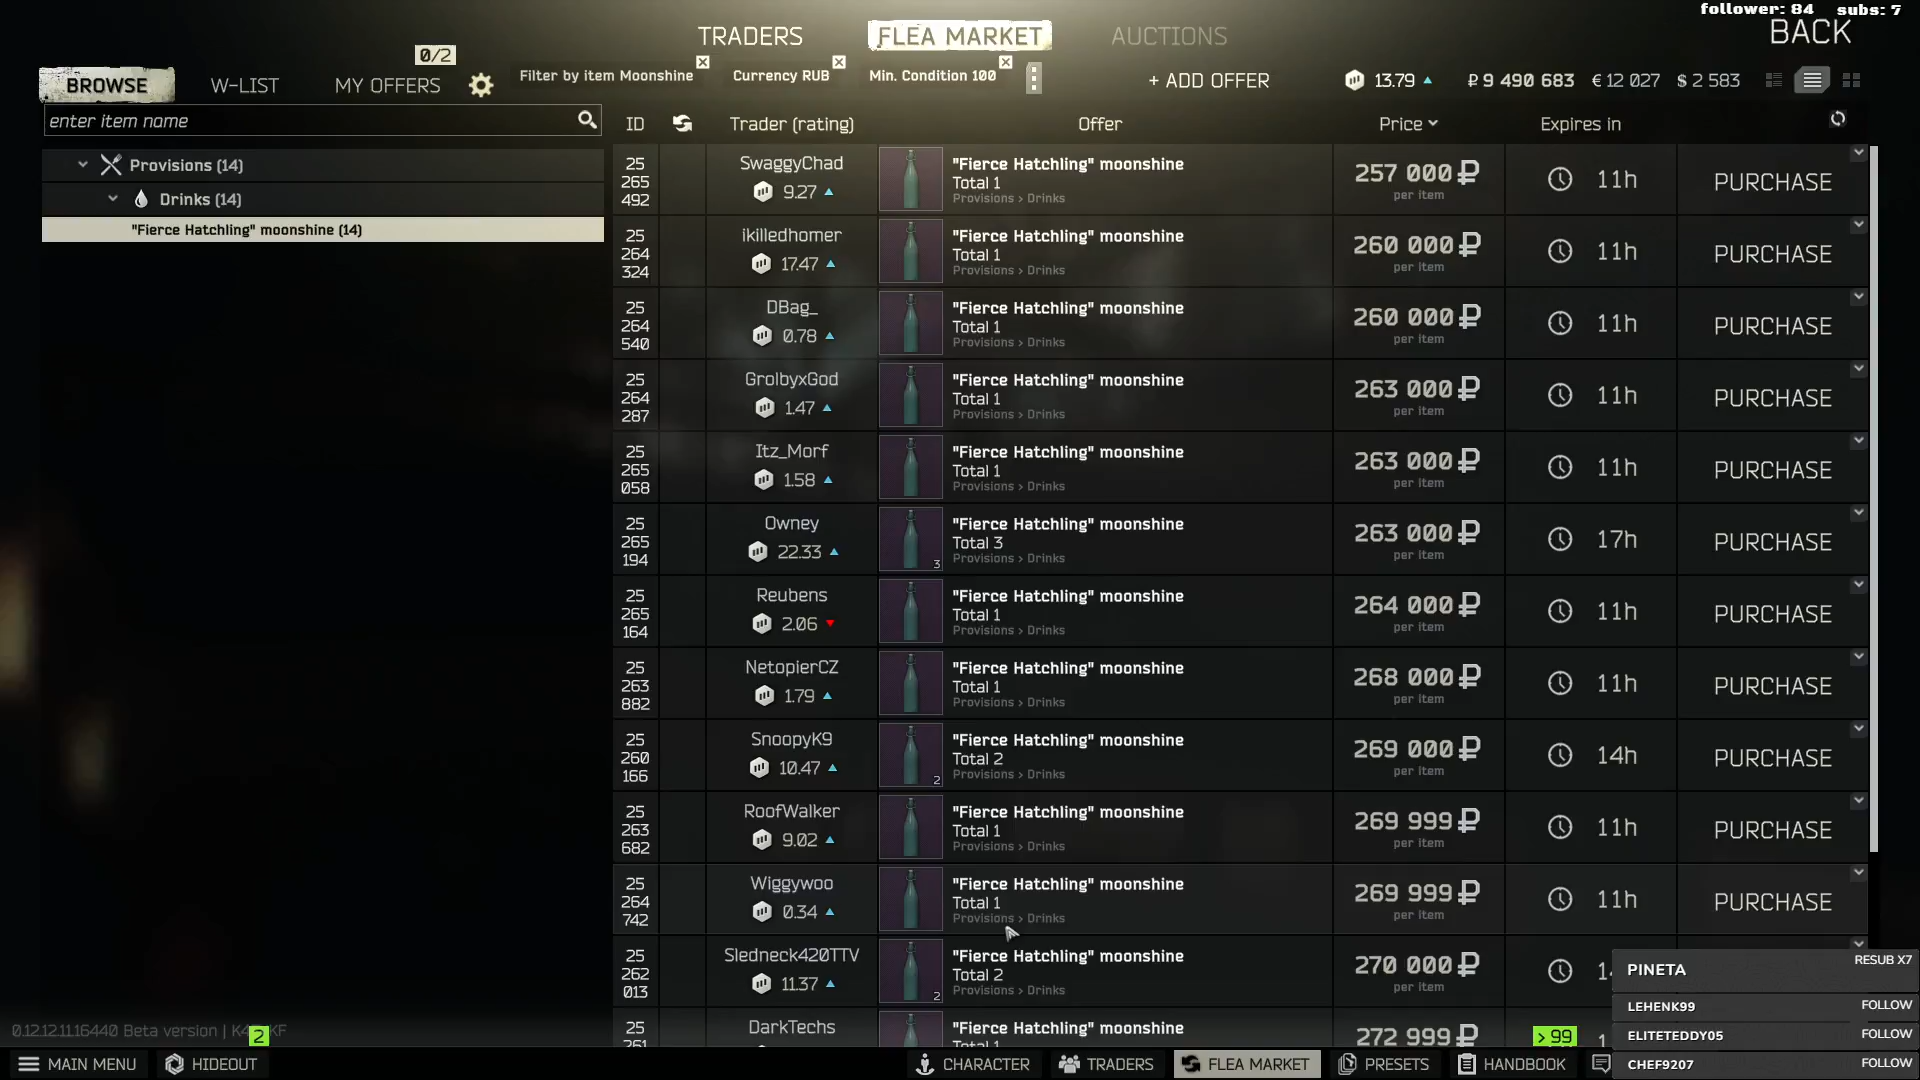 follower: 84 subs: 7
TRADERS
FLEA MARKET
AUCTIONS
BACK
0/2
BROWSE
W-LIST
MY OFFERS
Filter by item Moonshine
Currency RUB
Min. Condition 100
+ ADD OFFER
13.79
₽ 9 490 683 € 12 027 $ 2 583
enter item name
ID
Trader (rating)
Offer
Price
Expires in
Provisions (14)
Drinks (14)
"Fierce Hatchling" moonshine (14)
25 265 492
SwaggyChad
9.27
"Fierce Hatchling" moonshine
Total 1
Provisions > Drinks
257 000 ₽
per item
11h
PURCHASE
25 264 324
ikilledhomer
17.47
"Fierce Hatchling" moonshine
Total 1
Provisions > Drinks
260 000 ₽
per item
11h
PURCHASE
25 264 540
DBag_
0.78
"Fierce Hatchling" moonshine
Total 1
Provisions > Drinks
260 000 ₽
per item
11h
PURCHASE
25 264 287
GrolbyxGod
1.47
"Fierce Hatchling" moonshine
Total 1
Provisions > Drinks
263 000 ₽
per item
11h
PURCHASE
25 265 058
Itz_Morf
1.58
"Fierce Hatchling" moonshine
Total 1
Provisions > Drinks
263 000 ₽
per item
11h
PURCHASE
25 265 194
Owney
22.33
3
"Fierce Hatchling" moonshine
Total 3
Provisions > Drinks
263 000 ₽
per item
17h
PURCHASE
25 265 164
Reubens
2.06
"Fierce Hatchling" moonshine
Total 1
Provisions > Drinks
264 000 ₽
per item
11h
PURCHASE
25 263 882
NetopierCZ
1.79
"Fierce Hatchling" moonshine
Total 1
Provisions > Drinks
268 000 ₽
per item
11h
PURCHASE
25 260 166
SnoopyK9
10.47
2
"Fierce Hatchling" moonshine
Total 2
Provisions > Drinks
269 000 ₽
per item
14h
PURCHASE
25 263 682
RoofWalker
9.02
"Fierce Hatchling" moonshine
Total 1
Provisions > Drinks
269 999 ₽
per item
11h
PURCHASE
25 264 742
Wiggywoo
0.34
"Fierce Hatchling" moonshine
Total 1
Provisions > Drinks
269 999 ₽
per item
11h
PURCHASE
25 262 013
Sledneck420TTV
11.37
2
"Fierce Hatchling" moonshine
Total 2
Provisions > Drinks
270 000 ₽
per item
25
DarkTechs
"Fierce Hatchling" moonshine
272 999 ₽
> 99
PINETA RESUB X7
LEHENK99 FOLLOW
ELITETEDDY05 FOLLOW
CHEF9207 FOLLOW
0.12.12.11.16440 Beta version
2
MAIN MENU
HIDEOUT
CHARACTER
TRADERS
FLEA MARKET
PRESETS
HANDBOOK